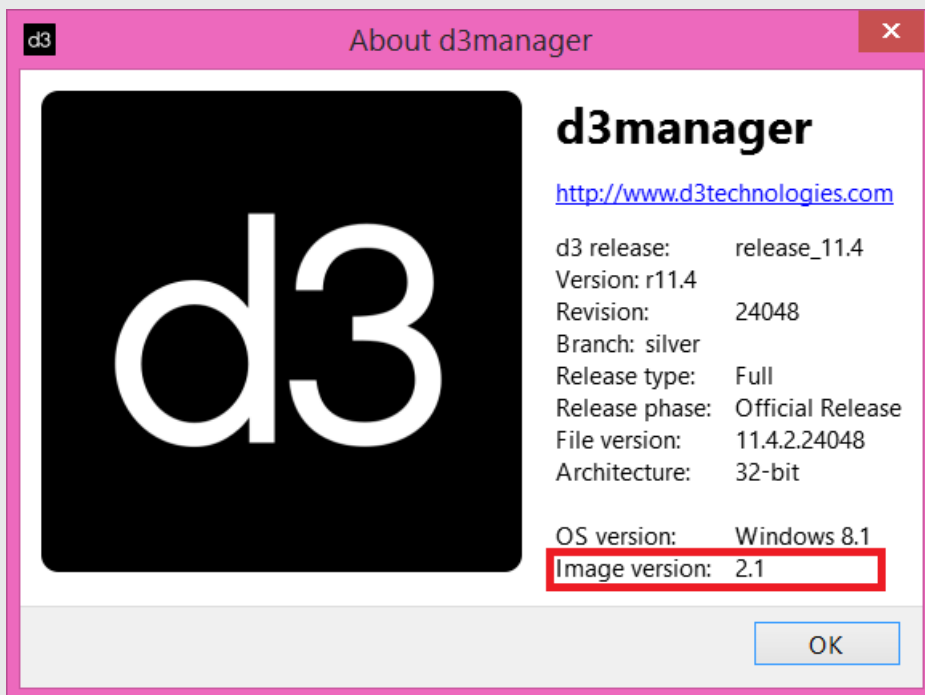 d3 About d3manager
d3
d3manager
http://www.d3technologies.com
d3 release: release_11.4
Version: r11.4
Revision: 24048
Branch: silver
Release type: Full
Release phase: Official Release
File version: 11.4.2.24048
Architecture: 32-bit
OS version: Windows 8.1
Image version: 2.1
OK